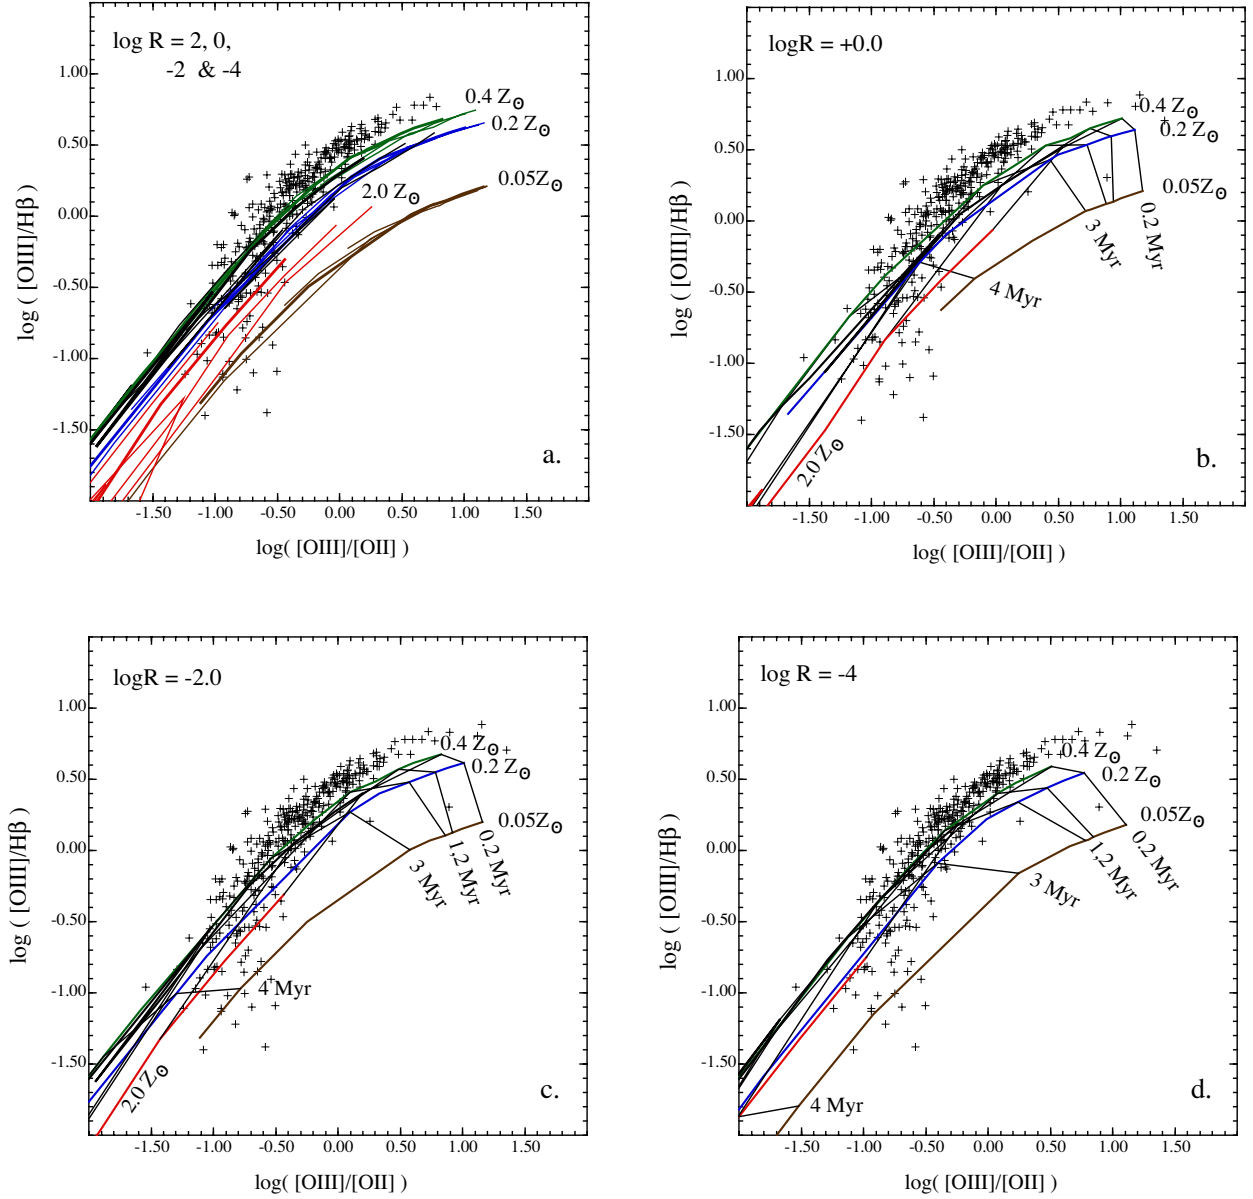 log R = 2, 0,
-2 & -4
0.4 Z⊙
0.2 Z⊙
2.0 Z⊙
0.05Z⊙
1.00
0.50
0.00
-0.50
-1.00
-1.50
log ( [OIII]/Hβ )
a.
-1.50 -1.00 -0.50 0.00 0.50 1.00 1.50
log( [OIII]/[OII] )
logR = +0.0
0.4 Z⊙
0.2 Z⊙
0.05Z⊙
0.2 Myr
3 Myr
4 Myr
2.0 Z⊙
1.00
0.50
0.00
-0.50
-1.00
-1.50
log ( [OIII]/Hβ )
b.
-1.50 -1.00 -0.50 0.00 0.50 1.00 1.50
log( [OIII]/[OII] )
logR = -2.0
0.4 Z⊙
0.2 Z⊙
0.05Z⊙
0.2 Myr
1.2 Myr
3 Myr
4 Myr
2.0 Z⊙
1.00
0.50
0.00
-0.50
-1.00
-1.50
log ( [OIII]/Hβ )
c.
-1.50 -1.00 -0.50 0.00 0.50 1.00 1.50
log( [OIII]/[OII] )
log R = -4
0.4 Z⊙
0.2 Z⊙
0.05Z⊙
0.2 Myr
1.2 Myr
3 Myr
4 Myr
1.00
0.50
0.00
-0.50
-1.00
-1.50
log ( [OIII]/Hβ )
d.
-1.50 -1.00 -0.50 0.00 0.50 1.00 1.50
log( [OIII]/[OII] )